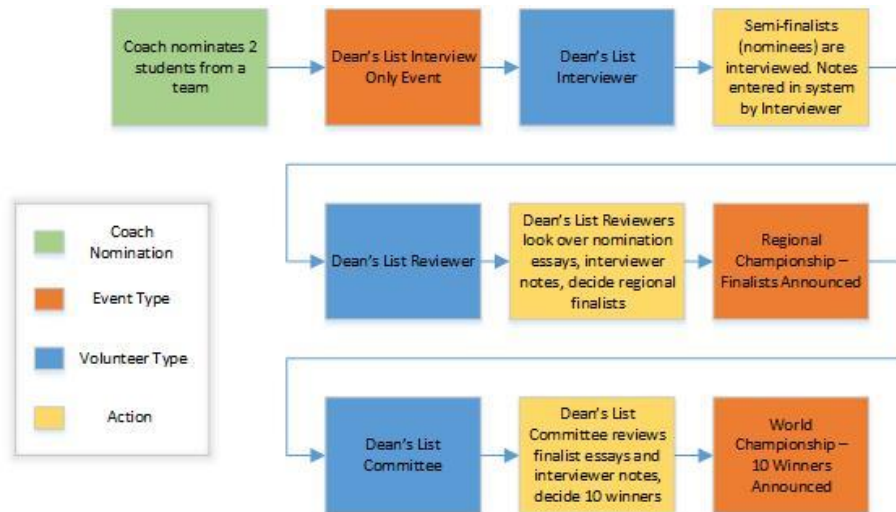 Coach nominates 2
students from a
team
Dean's List Interview
Only Event
Dean's List
Interviewer
Semi-finalists
(nominees) are
interviewed. Notes
entered in system
by Interviewer
Dean's List Reviewer
Dean's List Reviewers
look over nomination
essays, interviewer
notes, decide regional
finalists
Regional
Championship –
Finalists Announced
Coach
Nomination
Event Type
Volunteer Type
Action
Dean's List
Committee
Dean's List
Committee reviews
finalist essays and
interviewer notes,
decide 10 winners
World
Championship –
10 Winners
Announced